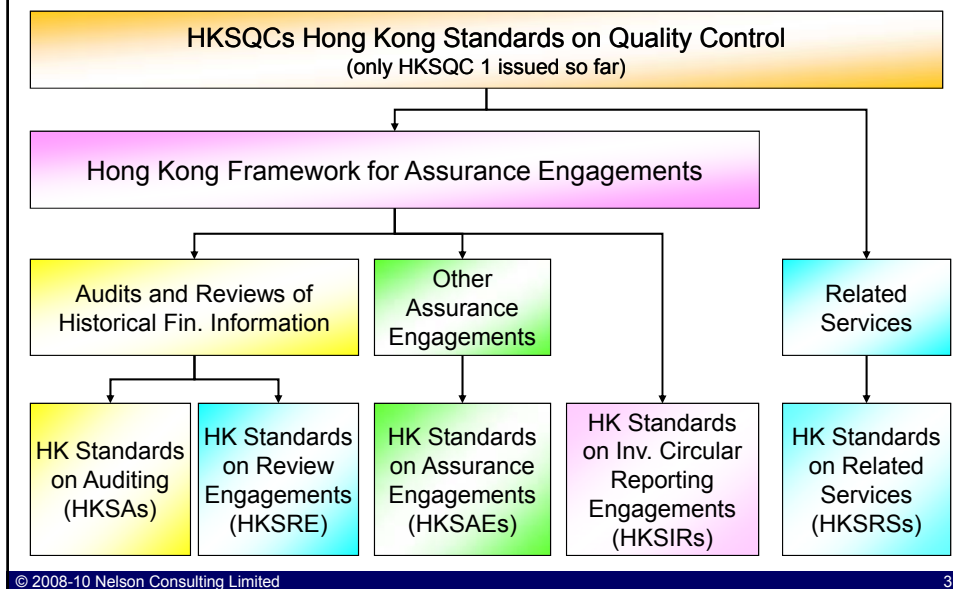 HKSQCs Hong Kong Standards on Quality Control
(only HKSQC 1 issued so far)
Hong Kong Framework for Assurance Engagements
Audits and Reviews of
Historical Fin. Information
Other
Assurance
Engagements
Related
Services
HK Standards
on Auditing
(HKSAs)
HK Standards
on Review
Engagements
(HKSRE)
HK Standards
on Assurance
Engagements
(HKSAEs)
HK Standards
on Inv. Circular
Reporting
Engagements
(HKSIRs)
HK Standards
on Related
Services
(HKSRSs)
© 2008-10 Nelson Consulting Limited
3